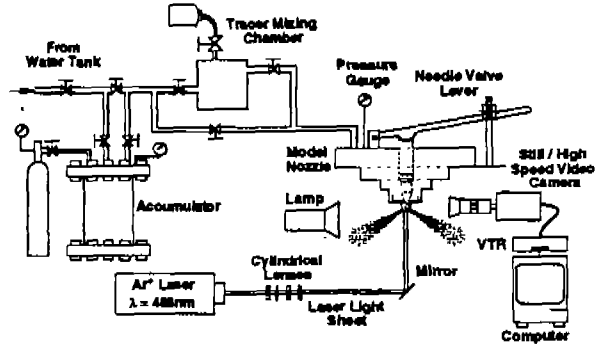 Tracer Mixing
Chamber
From
Water Tank
Pressure
Gauge
Needle Valve
Lever
Model
Nozzle
Still / High
Speed Video
Camera
Lamp
Accumulator
VTR
Cylindrical
Lenses
Mirror
Ar⁺ Laser
λ = 488nm
Laser Light
Sheet
Computer